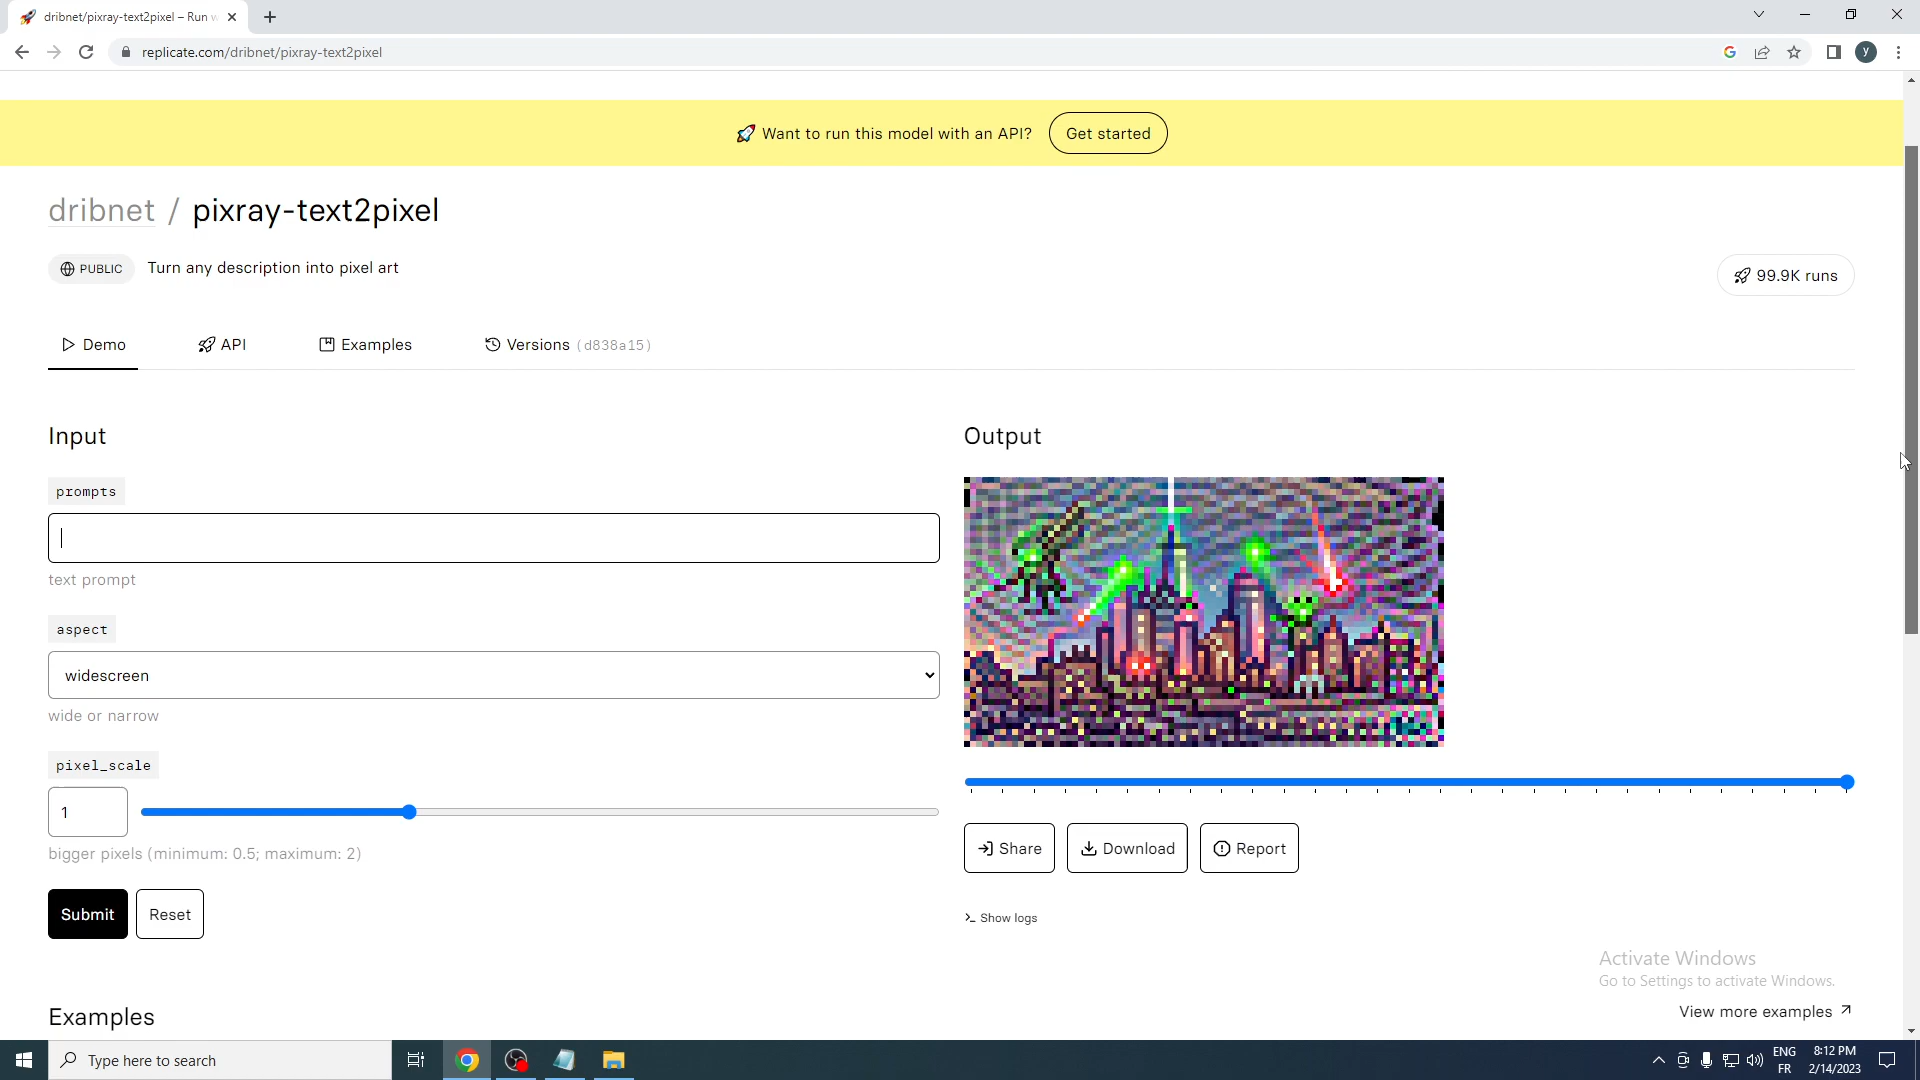 dribnet/pixray-text2pixel – Run w
replicate.com/dribnet/pixray-text2pixel
y
Want to run this model with an API?
Get started
dribnet / pixray-text2pixel
PUBLIC
Turn any description into pixel art
99.9K runs
Demo
API
Examples
Versions (d838a15)
Input
Output
prompts
text prompt
aspect
widescreen
wide or narrow
pixel_scale
1
bigger pixels (minimum: 0.5; maximum: 2)
Submit
Reset
Share
Download
Report
>_ Show logs
Activate Windows
Go to Settings to activate Windows.
Examples
View more examples
Type here to search
ENG
FR
8:12 PM
2/14/2023